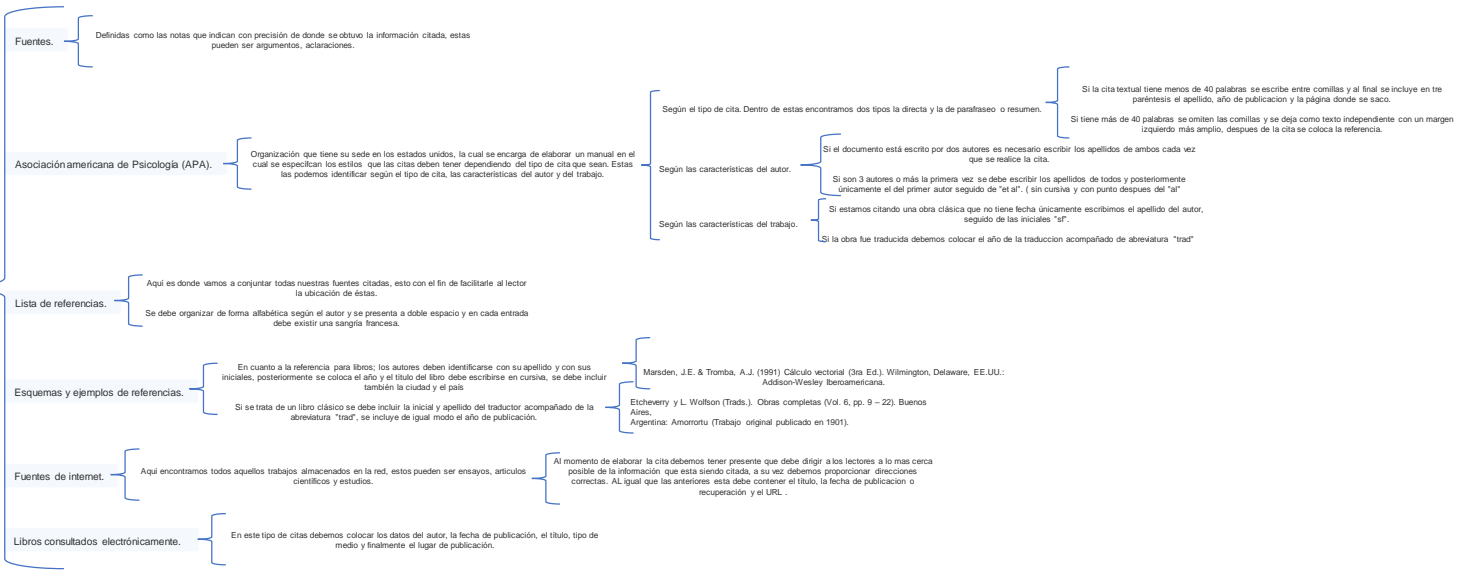 Fuentes.
Definidas como las notas que indican con precisión de donde se obtuvo la información citada, estas
pueden ser argumentos, aclaraciones.
Asociación americana de Psicología (APA).
Organización que tiene su sede en los estados unidos, la cual se encarga de elaborar un manual en el
cual se especifcan los estilos que las citas deben tener dependiendo del tipo de cita que sean. Estas
las podemos identificar según el tipo de cita, las características del autor y del trabajo.
Según el tipo de cita. Dentro de estas encontramos dos tipos la directa y la de parafraseo o resumen.
Si la cita textual tiene menos de 40 palabras se escribe entre comillas y al final se incluye en tre
paréntesis el apellido, año de publicacion y la página donde se saco.
Si tiene más de 40 palabras se omiten las comillas y se deja como texto independiente con un margen
izquierdo más amplio, despues de la cita se coloca la referencia.
Según las características del autor.
Si el documento está escrito por dos autores es necesario escribir los apellidos de ambos cada vez
que se realice la cita.
Si son 3 autores o más la primera vez se debe escribir los apellidos de todos y posteriormente
únicamente el del primer autor seguido de "et al". ( sin cursiva y con punto despues del "al"
Según las características del trabajo.
Si estamos citando una obra clásica que no tiene fecha únicamente escribimos el apellido del autor,
seguido de las iniciales "sf".
Si la obra fue traducida debemos colocar el año de la traduccion acompañado de abreviatura "trad"
Lista de referencias.
Aquí es donde vamos a conjuntar todas nuestras fuentes citadas, esto con el fin de facilitarle al lector
la ubicación de éstas.
Se debe organizar de forma alfabética según el autor y se presenta a doble espacio y en cada entrada
debe existir una sangría francesa.
Esquemas y ejemplos de referencias.
En cuanto a la referencia para libros; los autores deben identificarse con su apellido y con sus
iniciales, posteriormente se coloca el año y el titulo del libro debe escribirse en cursiva, se debe incluir
también la ciudad y el país
Si se trata de un libro clásico se debe incluir la inicial y apellido del traductor acompañado de la
abreviatura "trad", se incluye de igual modo el año de publicación.
Marsden, J.E. & Tromba, A.J. (1991) Cálculo vectorial (3ra Ed.). Wilmington, Delaware, EE.UU.:
Addison-Wesley Iberoamericana.
Etcheverry y L. Wolfson (Trads.). Obras completas (Vol. 6, pp. 9 – 22). Buenos
Aires,
Argentina: Amorrortu (Trabajo original publicado en 1901).
Fuentes de internet.
Aqui encontramos todos aquellos trabajos almacenados en la red, estos pueden ser ensayos, articulos
científicos y estudios.
Al momento de elaborar la cita debemos tener presente que debe dirigir a los lectores a lo mas cerca
posible de la información que esta siendo citada, a su vez debemos proporcionar direcciones
correctas. AL igual que las anteriores esta debe contener el título, la fecha de publicacion o
recuperación y el URL .
Libros consultados electrónicamente.
En este tipo de citas debemos colocar los datos del autor, la fecha de publicación, el título, tipo de
medio y finalmente el lugar de publicación.